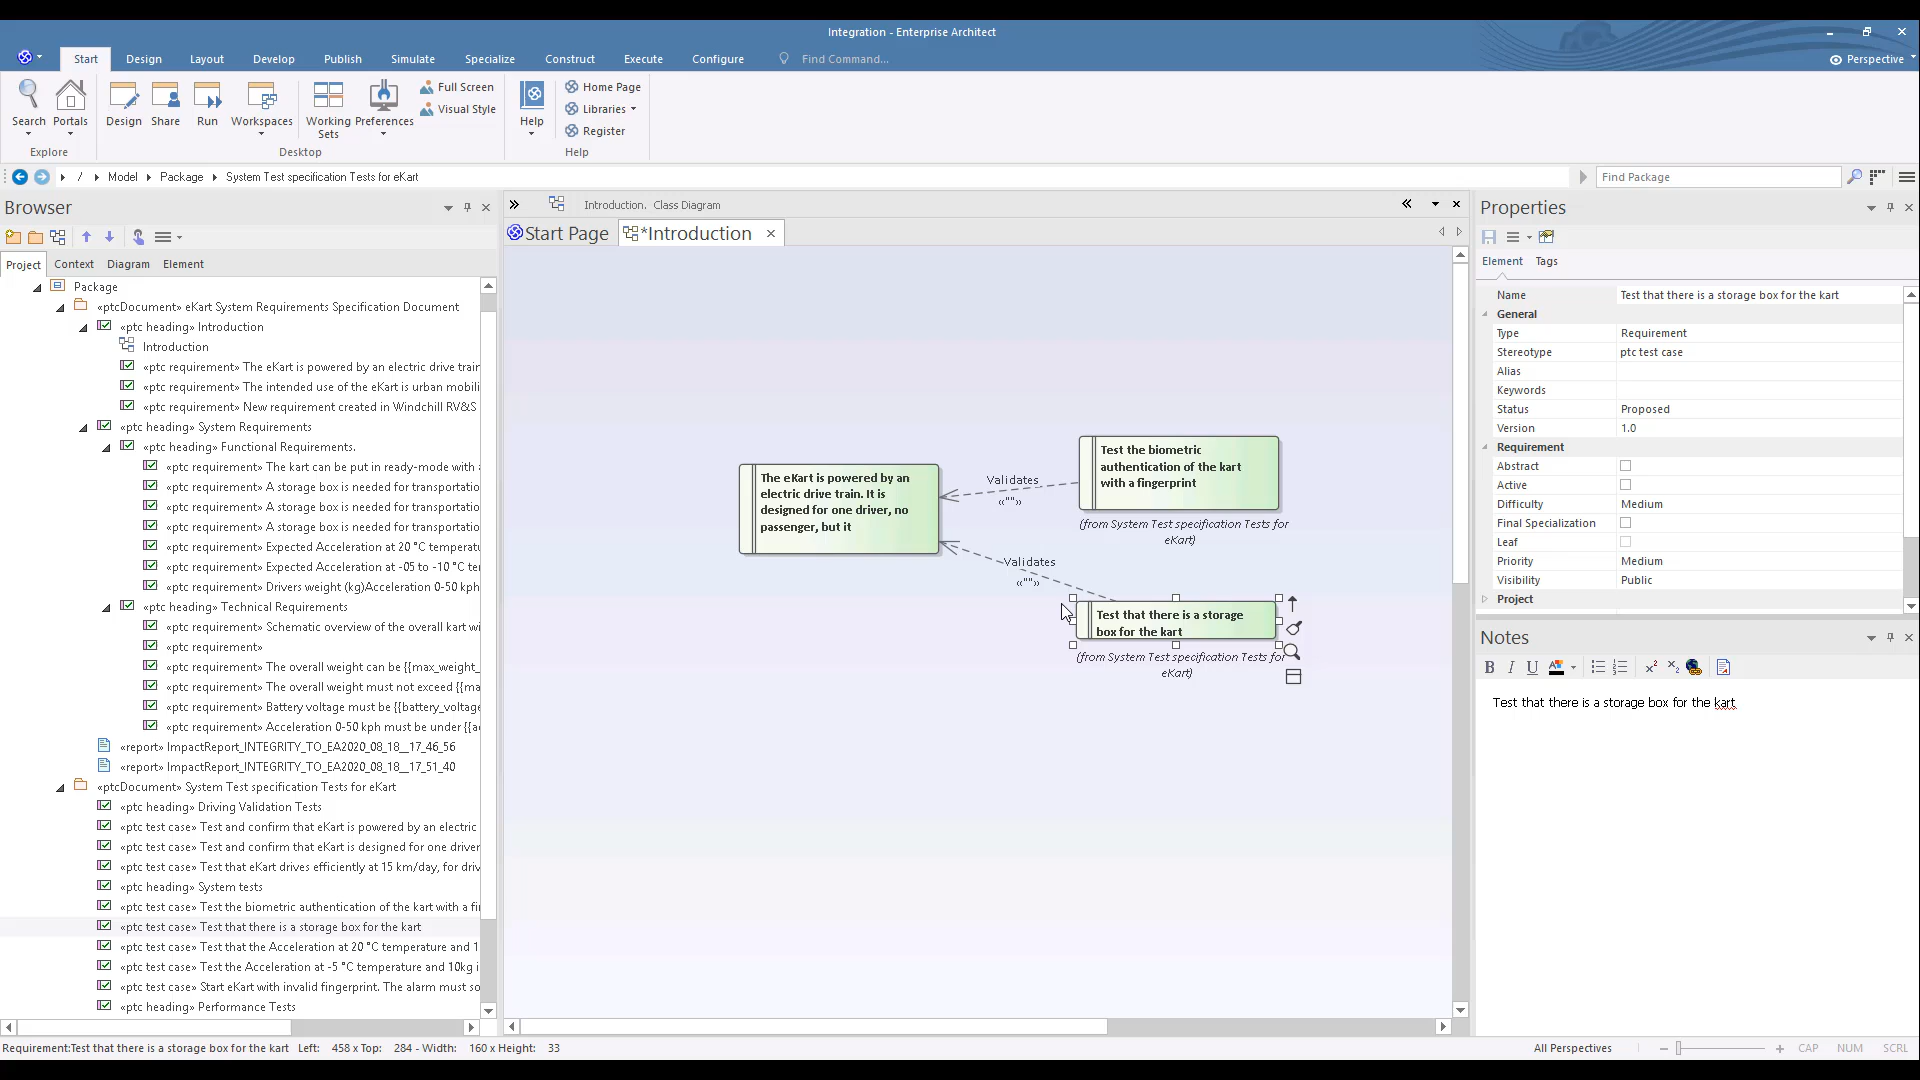 Integration - Enterprise Architect
Start
Design
Layout
Develop
Publish
Simulate
Specialize
Construct
Execute
Configure
Find Command...
Perspective
Search
Portals
Design
Share
Run
Workspaces
Working
Sets
Preferences
Full Screen
Visual Style
Help
Home Page
Libraries
Register
Explore
Desktop
Help
/
Model
Package
System Test specification Tests for eKart
Find Package
Browser
Project
Context
Diagram
Element
Package
«ptcDocument» eKart System Requirements Specification Document
«ptc heading» Introduction
Introduction
«ptc requirement» The eKart is powered by an electric drive train
«ptc requirement» The intended use of the eKart is urban mobili
«ptc requirement» New requirement created in Windchill RV&S
«ptc heading» System Requirements
«ptc heading» Functional Requirements.
«ptc requirement» The kart can be put in ready-mode with
«ptc requirement» A storage box is needed for transportatio
«ptc requirement» A storage box is needed for transportatio
«ptc requirement» A storage box is needed for transportatio
«ptc requirement» Expected Acceleration at 20 °C temperatu
«ptc requirement» Expected Acceleration at -05 to -10 °C te
«ptc requirement» Drivers weight (kg)Acceleration 0-50 kph
«ptc heading» Technical Requirements
«ptc requirement» Schematic overview of the overall kart wi
«ptc requirement»
«ptc requirement» The overall weight can be {{max_weight_
«ptc requirement» The overall weight must not exceed {{ma
«ptc requirement» Battery voltage must be {{battery_voltage
«ptc requirement» Acceleration 0-50 kph must be under {{a
«report» ImpactReport_INTEGRITY_TO_EA2020_08_18__17_46_56
«report» ImpactReport_INTEGRITY_TO_EA2020_08_18__17_51_40
«ptcDocument» System Test specification Tests for eKart
«ptc heading» Driving Validation Tests
«ptc test case» Test and confirm that eKart is powered by an electric
«ptc test case» Test and confirm that eKart is designed for one driver
«ptc test case» Test that eKart drives efficiently at 15 km/day, for driv
«ptc heading» System tests
«ptc test case» Test the biometric authentication of the kart with a fi
«ptc test case» Test that there is a storage box for the kart
«ptc test case» Test that the Acceleration at 20 °C temperature and 1
«ptc test case» Test the Acceleration at -5 °C temperature and 10kg i
«ptc test case» Start eKart with invalid fingerprint. The alarm must so
«ptc heading» Performance Tests
Introduction. Class Diagram
Start Page
*Introduction
The eKart is powered by an
electric drive train. It is
designed for one driver, no
passenger, but it
Validates
«""»
Test the biometric
authentication of the kart
with a fingerprint
(from System Test specification Tests for
eKart)
Validates
«""»
Test that there is a storage
box for the kart
(from System Test specification Tests for
eKart)
Properties
Element
Tags
Name Test that there is a storage box for the kart
General
Type Requirement
Stereotype ptc test case
Alias
Keywords
Status Proposed
Version 1.0
Requirement
Abstract
Active
Difficulty Medium
Final Specialization
Leaf
Priority Medium
Visibility Public
Project
Notes
B I U A
Test that there is a storage box for the kart
Requirement:Test that there is a storage box for the kart Left: 458 x Top: 284 - Width: 160 x Height: 33
All Perspectives
CAP NUM SCRL